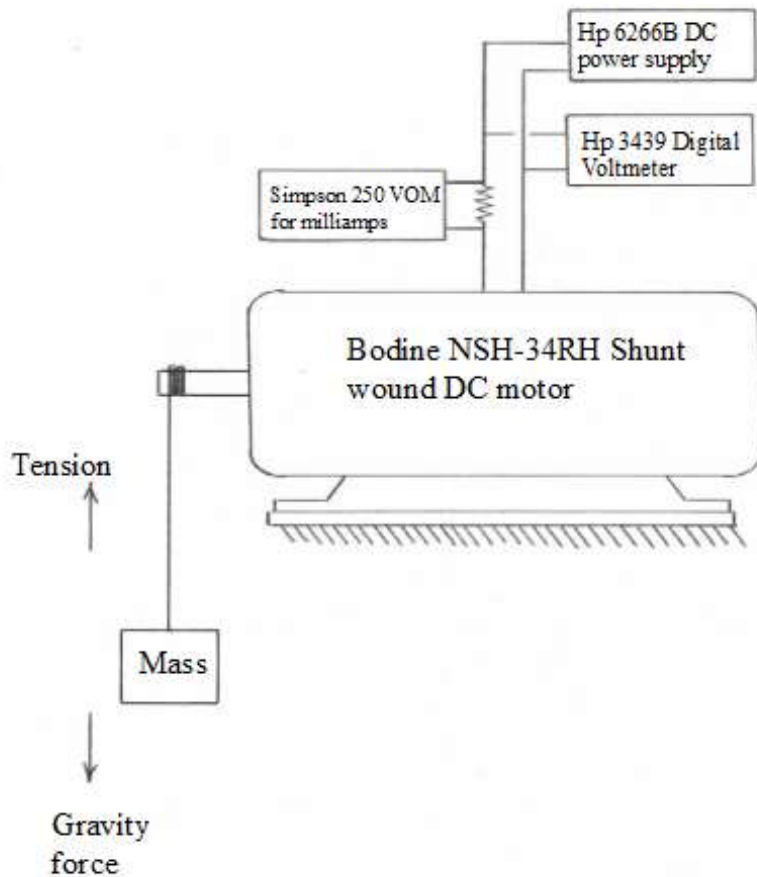 Hp 6266B DC
power supply
Hp 3439 Digital
Voltmeter
Simpson 250 VOM
for milliamps
Bodine NSH-34RH Shunt
wound DC motor
Tension
Mass
Gravity
force